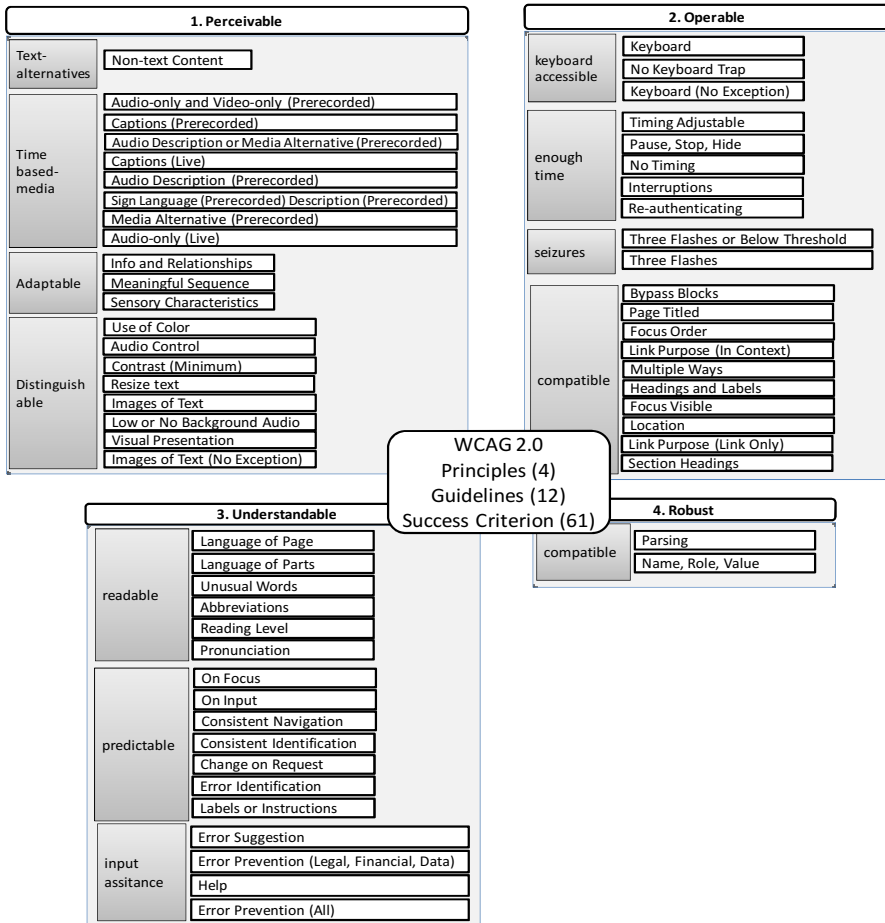 1. Perceivable
Text-
alternatives
Non-text Content
Time
based-
media
Audio-only and Video-only (Prerecorded)
Captions (Prerecorded)
Audio Description or Media Alternative (Prerecorded)
Captions (Live)
Audio Description (Prerecorded)
Sign Language (Prerecorded) Description (Prerecorded)
Media Alternative (Prerecorded)
Audio-only (Live)
Adaptable
Info and Relationships
Meaningful Sequence
Sensory Characteristics
Distinguish
able
Use of Color
Audio Control
Contrast (Minimum)
Resize text
Images of Text
Low or No Background Audio
Visual Presentation
Images of Text (No Exception)
2. Operable
keyboard
accessible
Keyboard
No Keyboard Trap
Keyboard (No Exception)
enough
time
Timing Adjustable
Pause, Stop, Hide
No Timing
Interruptions
Re-authenticating
seizures
Three Flashes or Below Threshold
Three Flashes
compatible
Bypass Blocks
Page Titled
Focus Order
Link Purpose (In Context)
Multiple Ways
Headings and Labels
Focus Visible
Location
Link Purpose (Link Only)
Section Headings
WCAG 2.0
Principles (4)
Guidelines (12)
Success Criterion (61)
3. Understandable
readable
Language of Page
Language of Parts
Unusual Words
Abbreviations
Reading Level
Pronunciation
predictable
On Focus
On Input
Consistent Navigation
Consistent Identification
Change on Request
Error Identification
Labels or Instructions
input
assitance
Error Suggestion
Error Prevention (Legal, Financial, Data)
Help
Error Prevention (All)
4. Robust
compatible
Parsing
Name, Role, Value